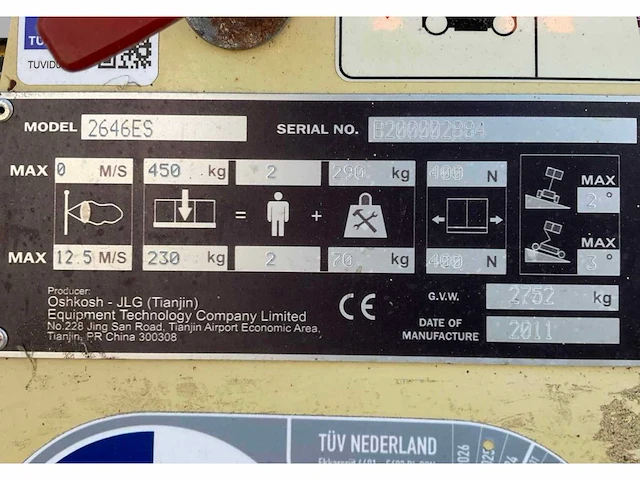 TUVID
MODEL 2646ES SERIAL NO. B200002884
MAX 0 M/S 450 kg 2 290 kg 400 N
= + MAX 2 °
MAX 12.5 M/S 230 kg 2 70 kg 400 N MAX 3 °
Producer:
Oshkosh - JLG (Tianjin)
Equipment Technology Company Limited
No.228 Jing San Road, Tianjin Airport Economic Area,
Tianjin, PR China 300308
CE
G.V.W. 2752 kg
DATE OF
MANUFACTURE 2011
TÜV NEDERLAND
026